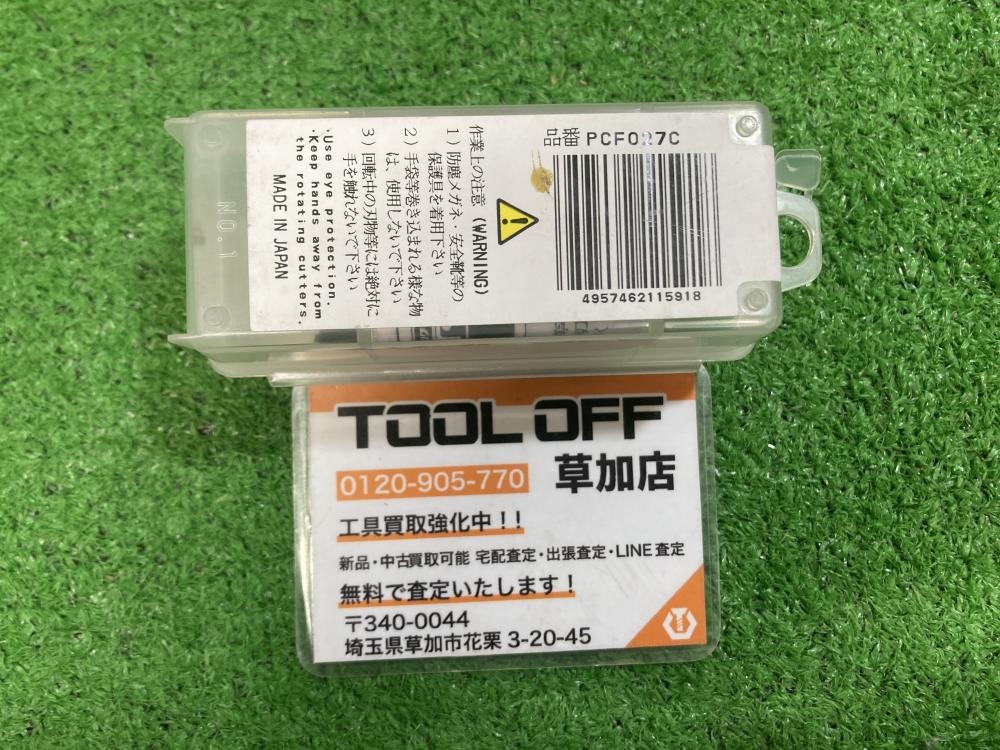 品番 PCF027C
4957462115918
作業上の注意 (WARNING)
1) 防塵メガネ・安全靴等の
保護具を着用下さい
2) 手袋等巻き込まれる様な物
は、使用しないで下さい
3) 回転中の刃物等には絶対に
手を触れないで下さい
·Use eye protection.
·Keep hands away from
the rotating cutters.
MADE IN JAPAN
NO.1
TOOL OFF
草加店
0120-905-770
工具買取強化中!!
新品・中古買取可能 宅配査定・出張査定・LINE査定
無料で査定いたします!
〒340-0044
埼玉県草加市花栗 3-20-45